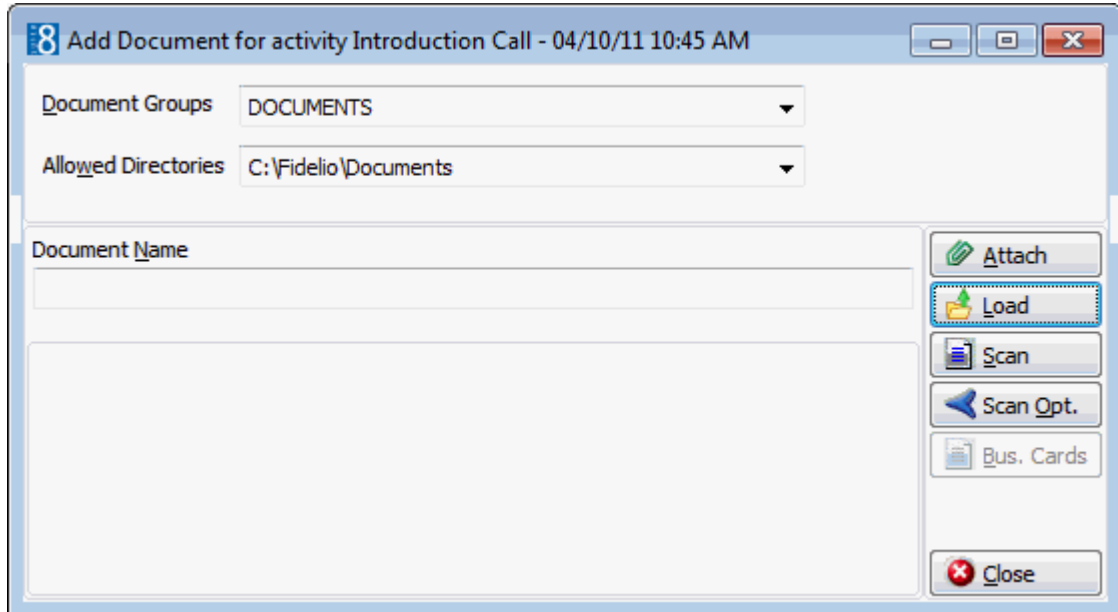 8 Add Document for activity Introduction Call - 04/10/11 10:45 AM
Document Groups DOCUMENTS
Allowed Directories C:\Fidelio\Documents
Document Name
Attach
Load
Scan
Scan Opt.
Bus. Cards
Close